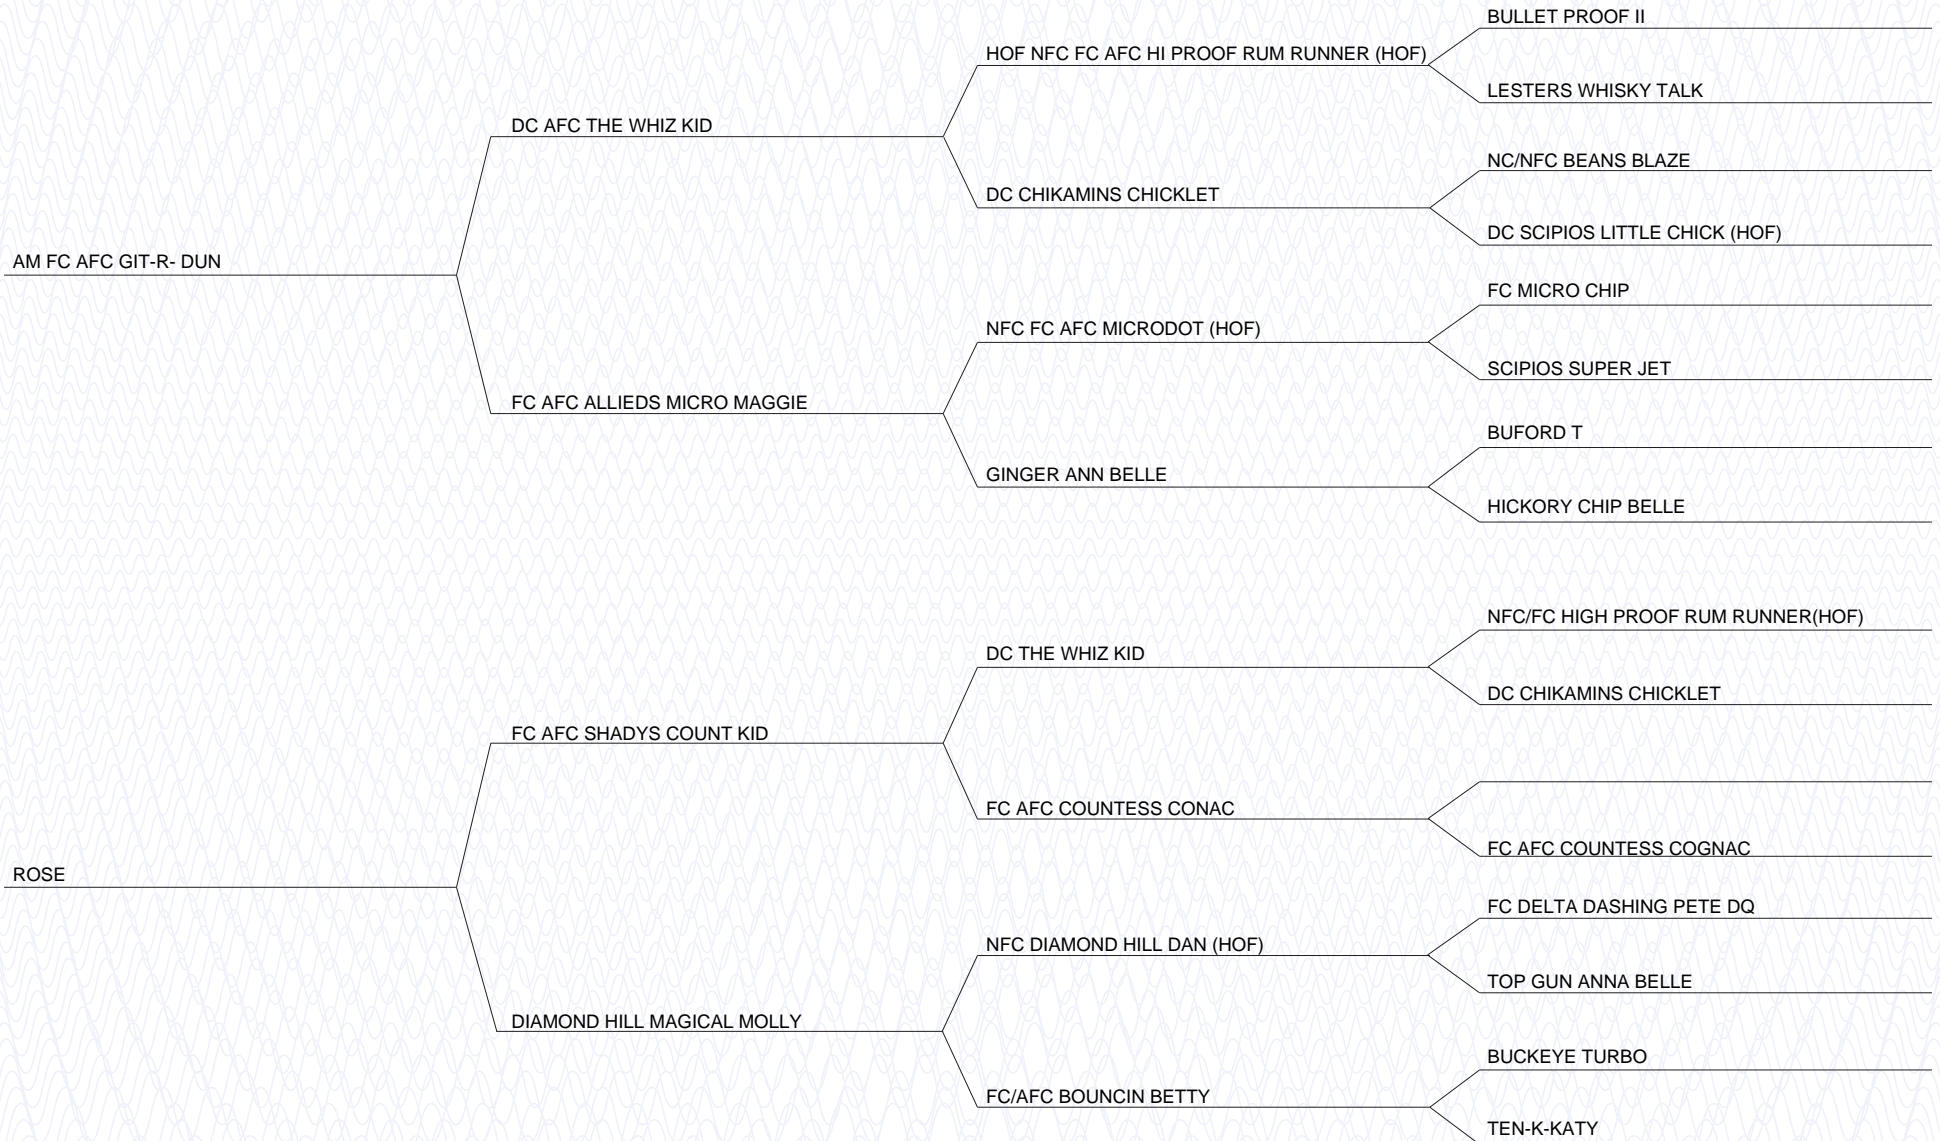 BULLET PROOF II
HOF NFC FC AFC HI PROOF RUM RUNNER (HOF)
LESTERS WHISKY TALK
DC AFC THE WHIZ KID
NC/NFC BEANS BLAZE
DC CHIKAMINS CHICKLET
DC SCIPIOS LITTLE CHICK (HOF)
AM FC AFC GIT-R- DUN
FC MICRO CHIP
NFC FC AFC MICRODOT (HOF)
SCIPIOS SUPER JET
FC AFC ALLIEDS MICRO MAGGIE
BUFORD T
GINGER ANN BELLE
HICKORY CHIP BELLE
NFC/FC HIGH PROOF RUM RUNNER(HOF)
DC THE WHIZ KID
DC CHIKAMINS CHICKLET
FC AFC SHADYS COUNT KID
FC AFC COUNTESS CONAC
FC AFC COUNTESS COGNAC
ROSE
FC DELTA DASHING PETE DQ
NFC DIAMOND HILL DAN (HOF)
TOP GUN ANNA BELLE
DIAMOND HILL MAGICAL MOLLY
BUCKEYE TURBO
FC/AFC BOUNCIN BETTY
TEN-K-KATY